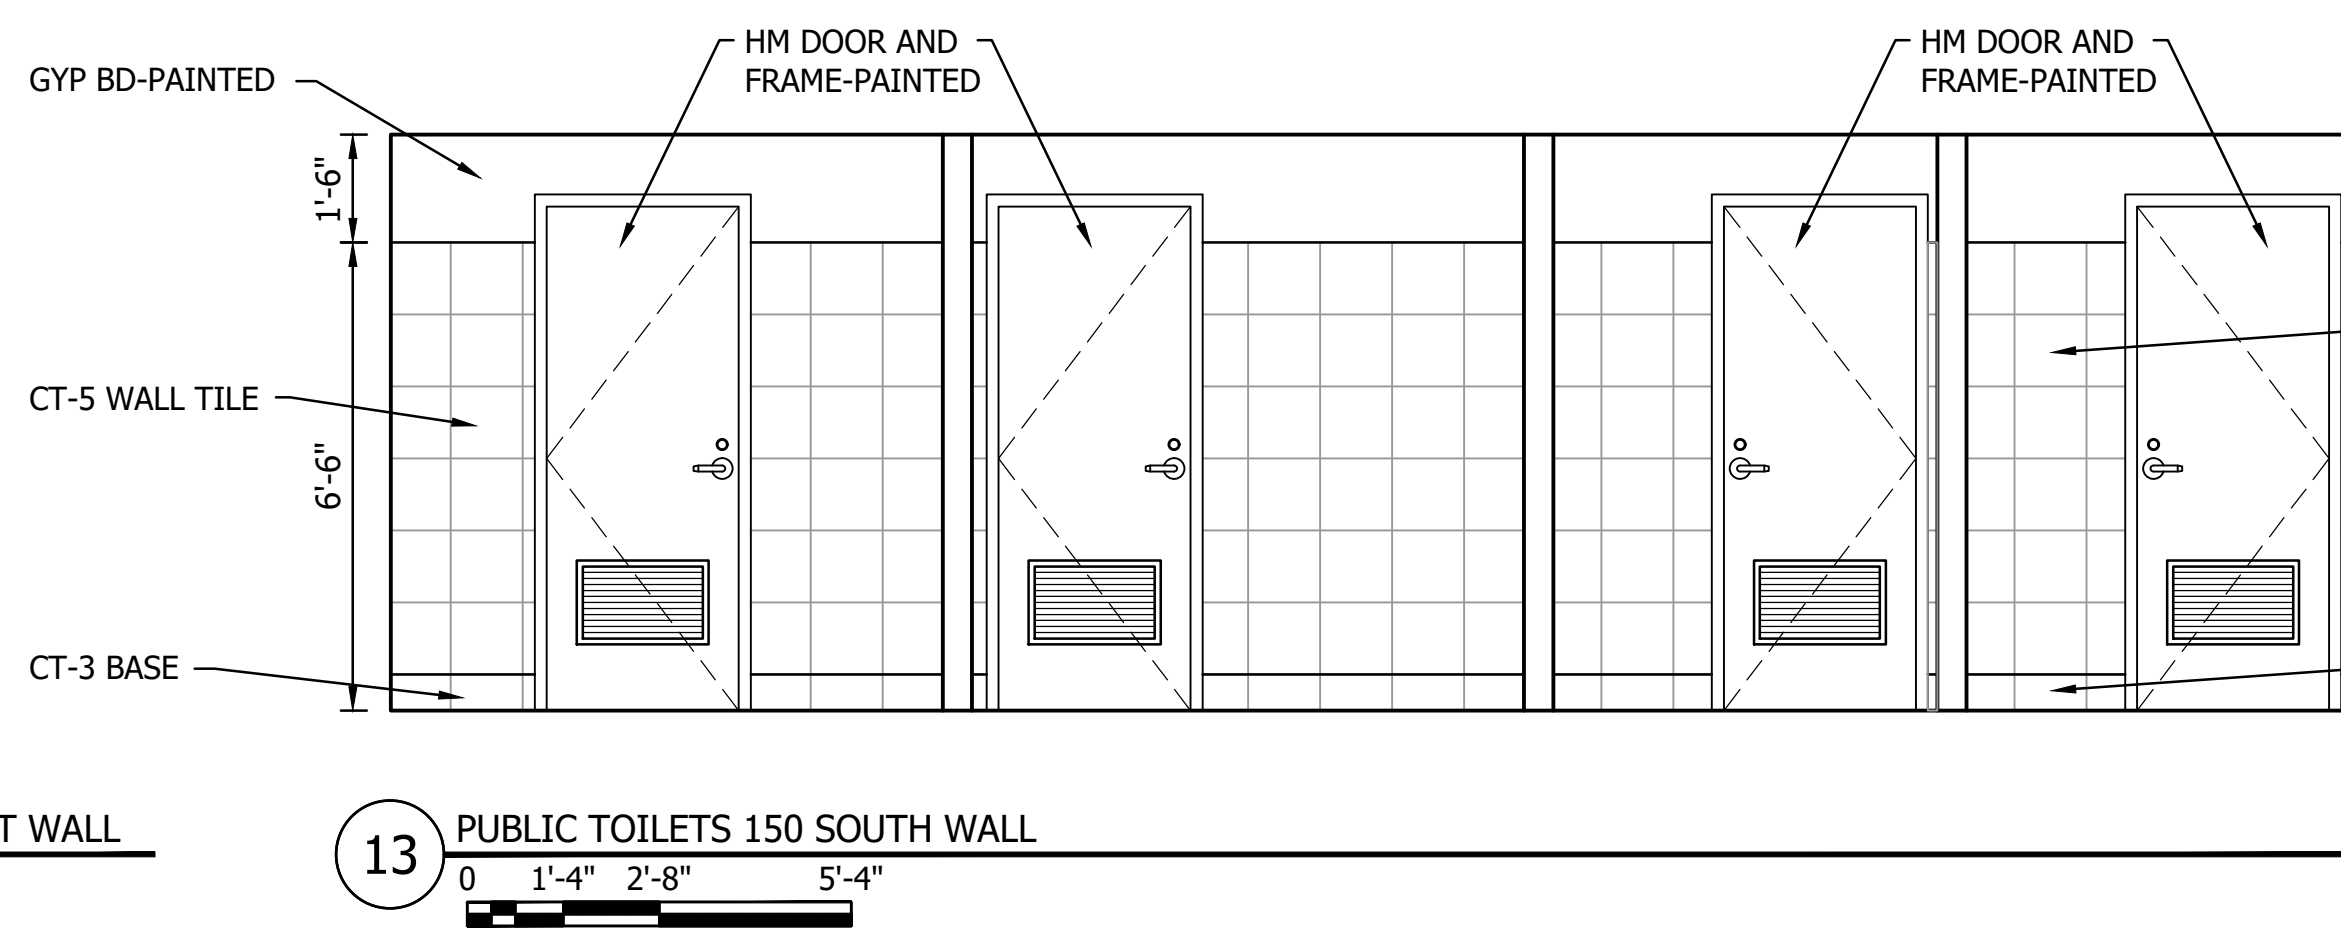 HM DOOR AND
FRAME-PAINTED
HM DOOR AND
FRAME-PAINTED
GYP BD-PAINTED
1'-6"
CT-5 WALL TILE
6'-6"
CT-3 BASE
T WALL
13
PUBLIC TOILETS 150 SOUTH WALL
0 1'-4" 2'-8" 5'-4"